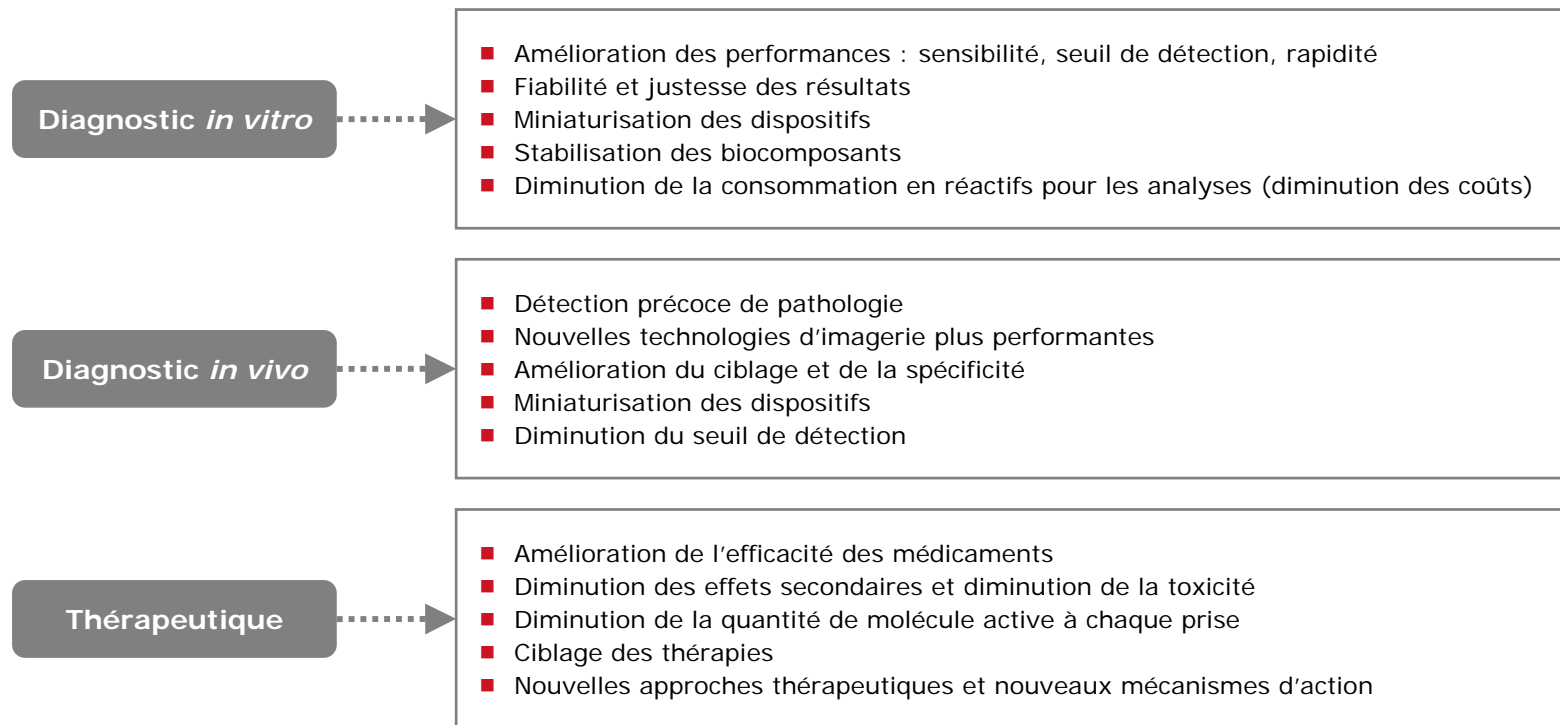 Diagnostic in vitro
Amélioration des performances : sensibilité, seuil de détection, rapidité
Fiabilité et justesse des résultats
Miniaturisation des dispositifs
Stabilisation des biocomposants
Diminution de la consommation en réactifs pour les analyses (diminution des coûts)
Diagnostic in vivo
Détection précoce de pathologie
Nouvelles technologies d'imagerie plus performantes
Amélioration du ciblage et de la spécificité
Miniaturisation des dispositifs
Diminution du seuil de détection
Thérapeutique
Amélioration de l'efficacité des médicaments
Diminution des effets secondaires et diminution de la toxicité
Diminution de la quantité de molécule active à chaque prise
Ciblage des thérapies
Nouvelles approches thérapeutiques et nouveaux mécanismes d'action